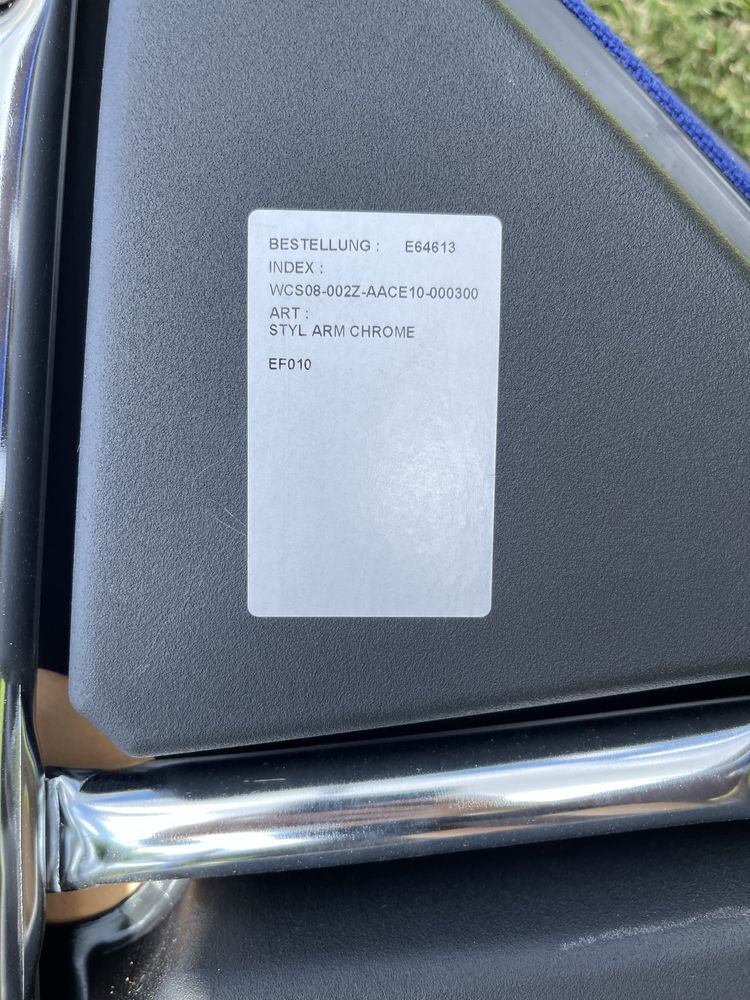 BESTELLUNG : E64613
INDEX :
WCS08-002Z-AACE10-000300
ART :
STYL ARM CHROME
EF010